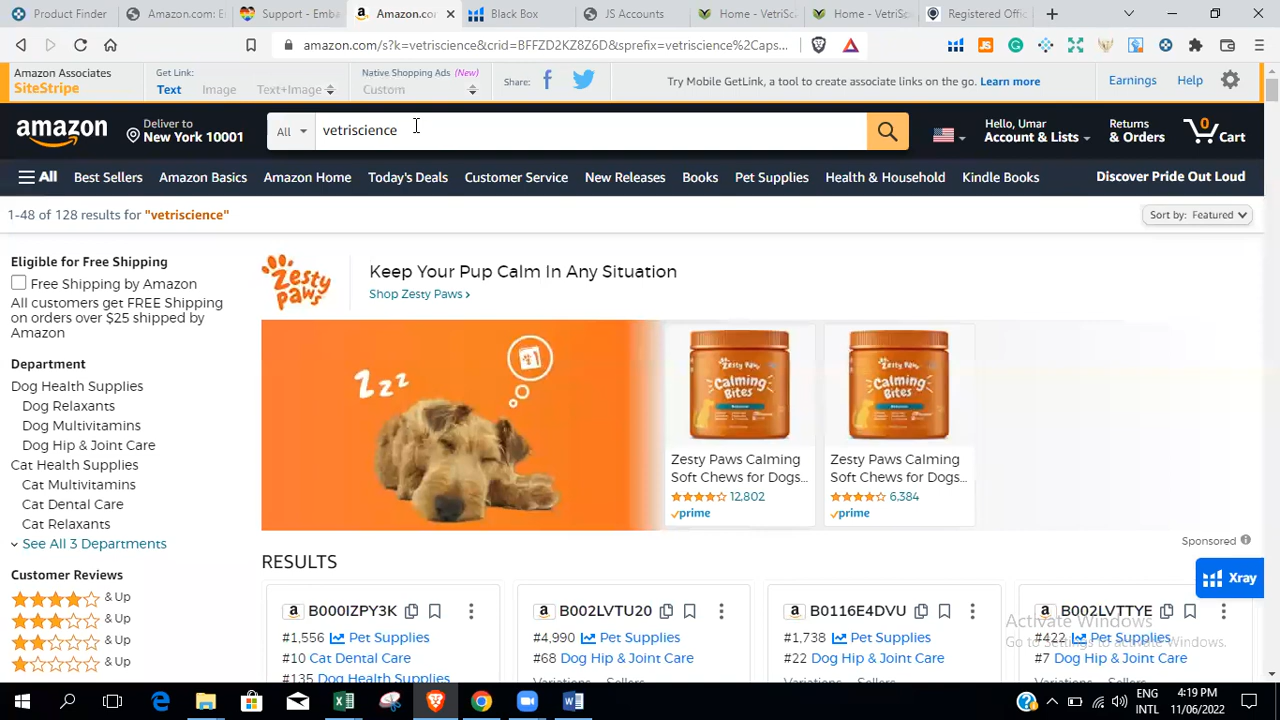 Product Finder
Amazon.com: E
Support - Emba
Amazon.co
Black Box
JS Accounts
Home - VetriSc
Home - VetriSc
Registered Offi
amazon.com/s?k=vetriscience&crid=BFFZD2KZ8Z6D&sprefix=vetriscience%2Caps...
Amazon Associates
SiteStripe
Get Link:
Text Image Text+Image
Native Shopping Ads (New)
Custom
Share:
Try Mobile GetLink, a tool to create associate links on the go. Learn more
Earnings
Help
amazon
Deliver to
New York 10001
All
vetriscience
Hello, Umar
Account & Lists
Returns
& Orders
0
Cart
All Best Sellers Amazon Basics Amazon Home Today's Deals Customer Service New Releases Books Pet Supplies Health & Household Kindle Books
Discover Pride Out Loud
1-48 of 128 results for "vetriscience"
Sort by: Featured
Eligible for Free Shipping
Free Shipping by Amazon
All customers get FREE Shipping
on orders over $25 shipped by
Amazon
Department
Dog Health Supplies
Dog Relaxants
Dog Multivitamins
Dog Hip & Joint Care
Cat Health Supplies
Cat Multivitamins
Cat Dental Care
Cat Relaxants
See All 3 Departments
Customer Reviews
& Up
& Up
& Up
& Up
Zesty
Paws
Keep Your Pup Calm In Any Situation
Shop Zesty Paws ›
ZZZ
Zesty Paws
Calming
Bites
Zesty Paws Calming
Soft Chews for Dogs...
12,802
prime
Zesty Paws
Calming
Bites
Zesty Paws Calming
Soft Chews for Dogs...
6,384
prime
Sponsored
RESULTS
Xray
B000IZPY3K
#1,556 Pet Supplies
#10 Cat Dental Care
#135 Dog Health Supplies
B002LVTU20
#4,990 Pet Supplies
#68 Dog Hip & Joint Care
Variations Sellers
B0116E4DVU
#1,738 Pet Supplies
#22 Dog Hip & Joint Care
Variations Sellers
B002LVTTYE
#422 Pet Supplies
#7 Dog Hip & Joint Care
Variations Sellers
Activate Windows
Go to Settings to activate Windows.
ENG
INTL
4:19 PM
11/06/2022